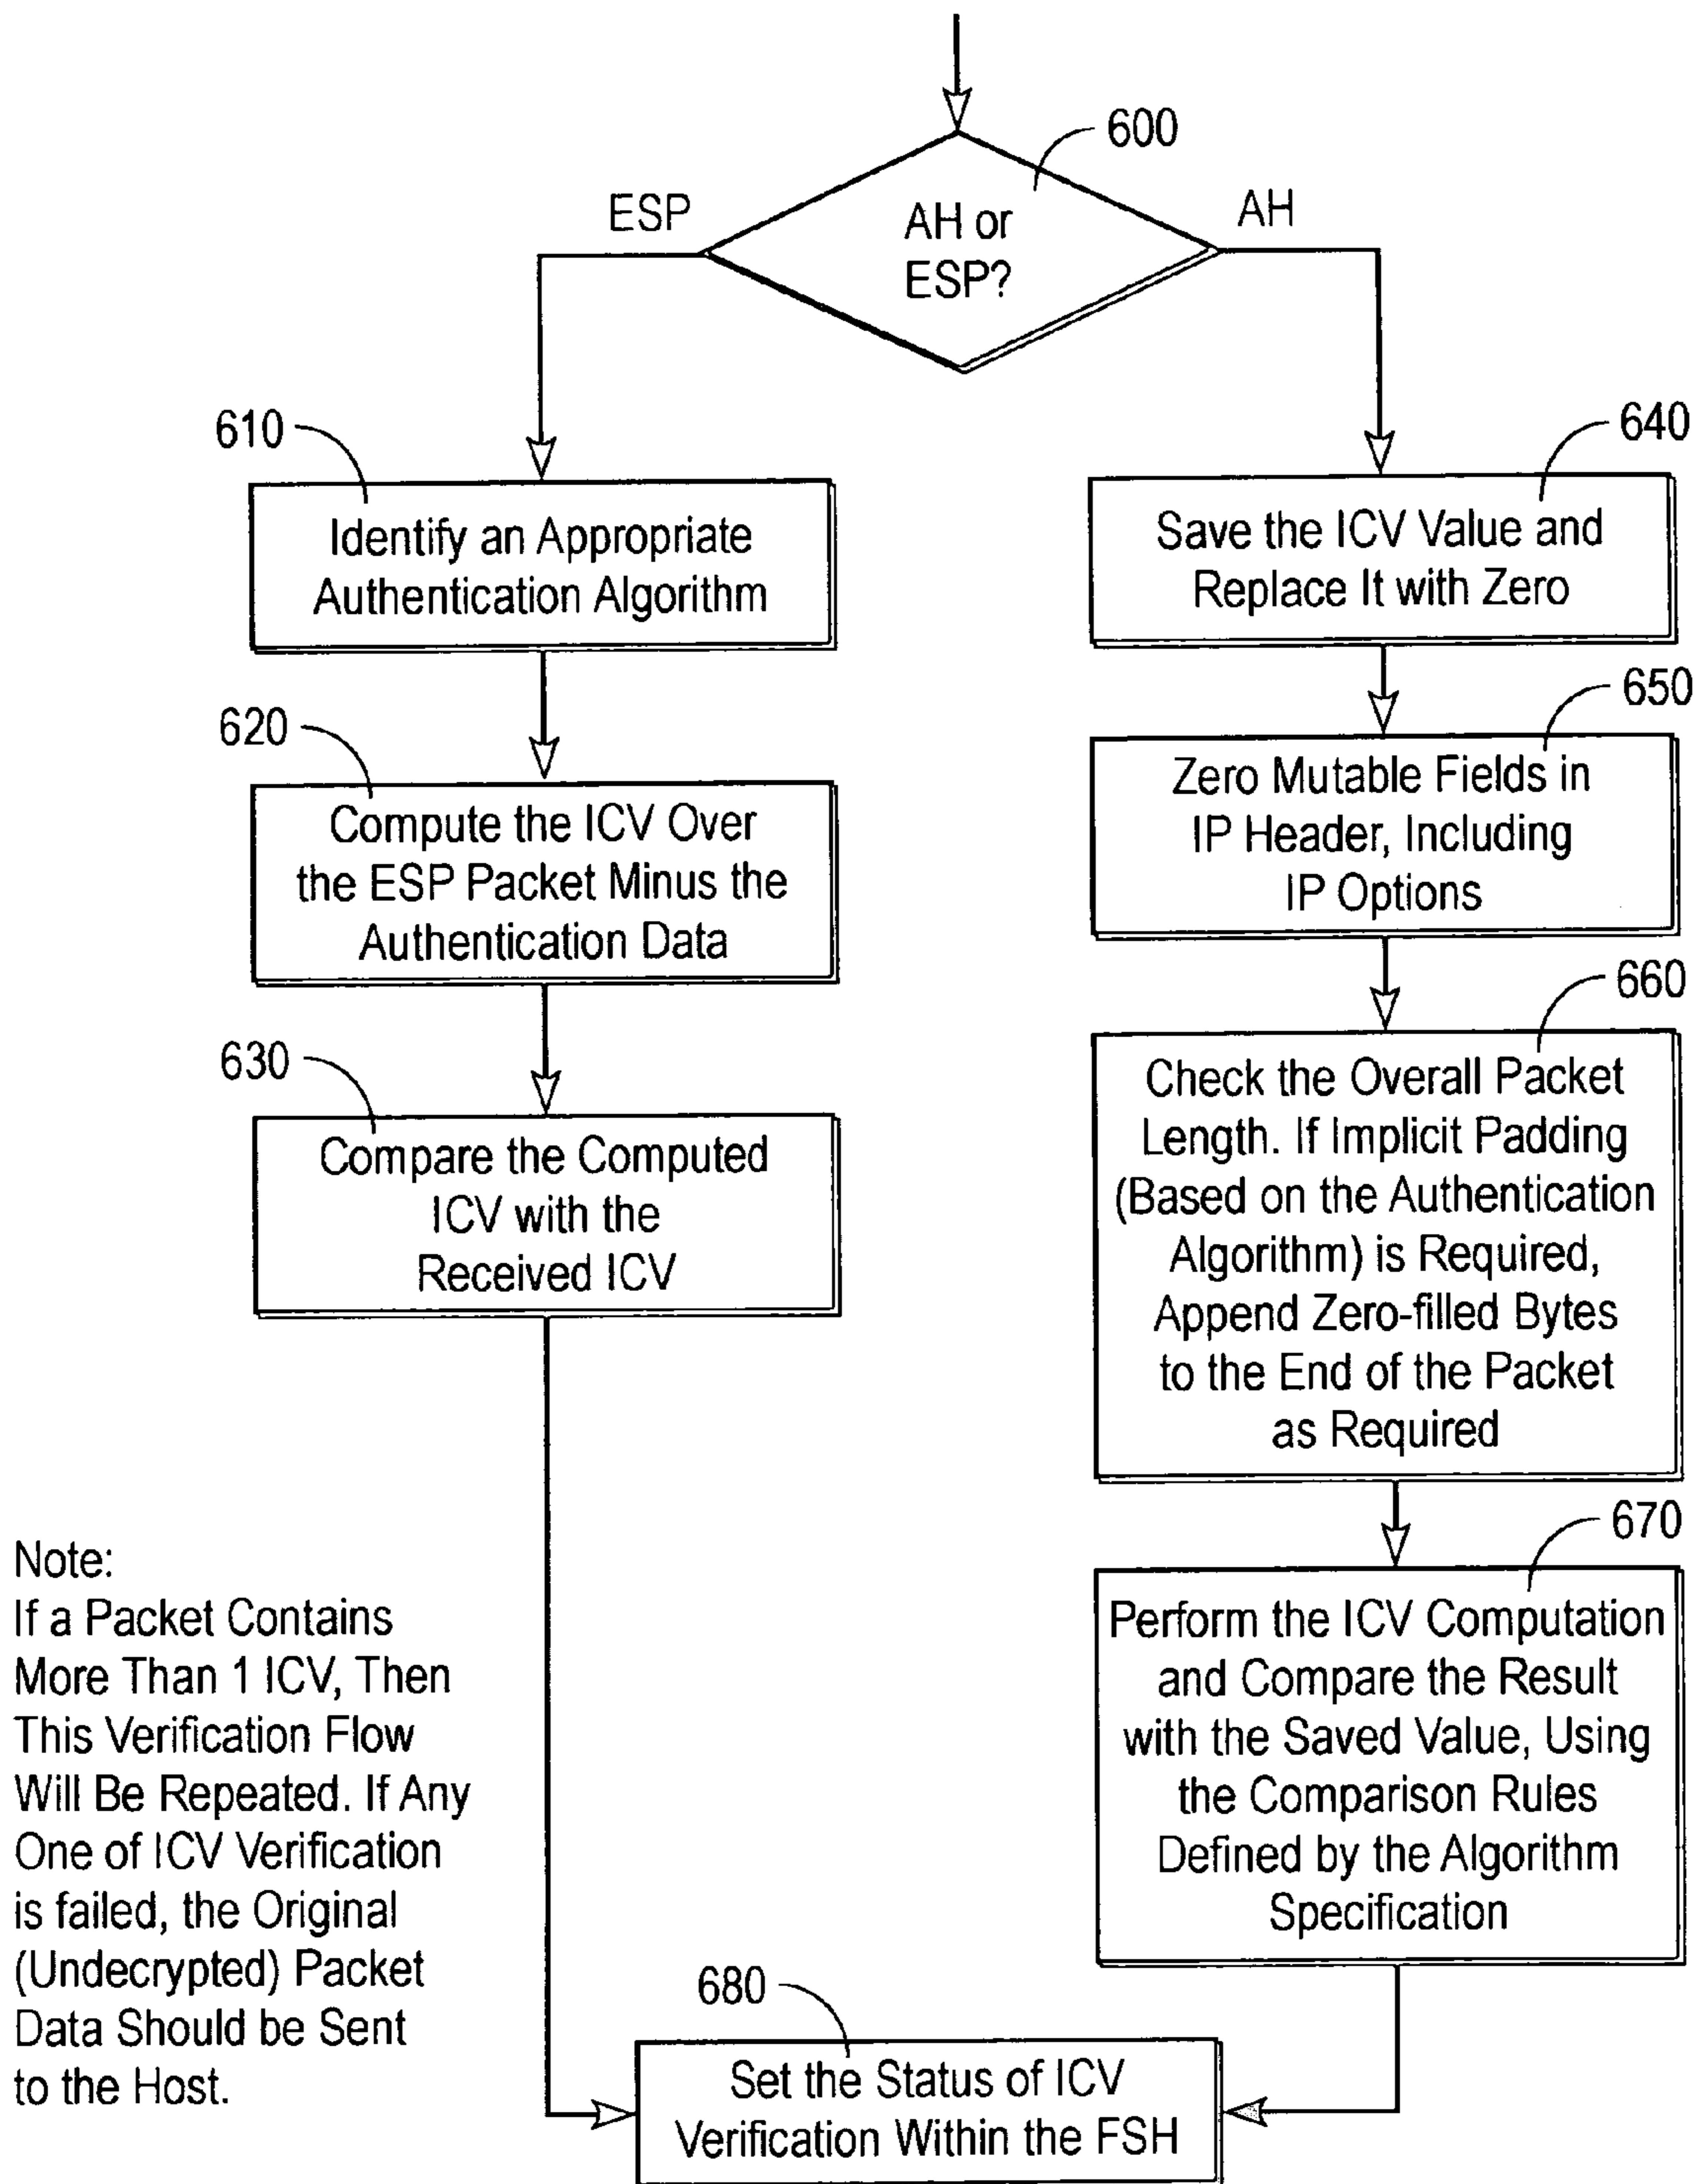 600
ESP
AH
AH or
ESP?
610
Identify an Appropriate
Authentication Algorithm
620
Compute the ICV Over
the ESP Packet Minus the
Authentication Data
630
Compare the Computed
ICV with the
Received ICV
640
Save the ICV Value and
Replace It with Zero
650
Zero Mutable Fields in
IP Header, Including
IP Options
660
Check the Overall Packet
Length. If Implicit Padding
(Based on the Authentication
Algorithm) is Required,
Append Zero-filled Bytes
to the End of the Packet
as Required
670
Perform the ICV Computation
and Compare the Result
with the Saved Value, Using
the Comparison Rules
Defined by the Algorithm
Specification
Note:
If a Packet Contains
More Than 1 ICV, Then
This Verification Flow
Will Be Repeated. If Any
One of ICV Verification
is failed, the Original
(Undecrypted) Packet
Data Should be Sent
to the Host.
680
Set the Status of ICV
Verification Within the FSH